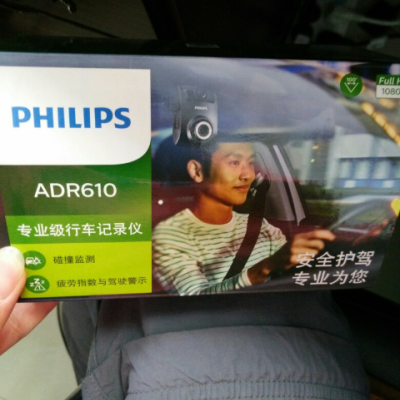 PHILIPS
ADR610
专业级行车记录仪
碰撞监测
疲劳指数与驾驶警示
PHILIPS
Full H
1080
安全护驾
专业为您